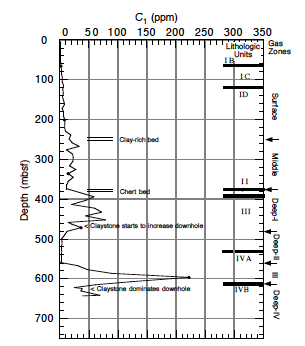 C1 (ppm)
0 50 100 150 200 250 300 350
Gas
Zones
Lithologic
Units
0
I B
I C
100
ID
Surface
200
Clay-rich bed
Middle
300
Chert bed
II
400
III
Deep-I
< Claystone starts to increase downhole
500
Deep-II
IVA
III
600
IVB
< Claystone dominates downhole
Deep-IV
700
Depth (mbsf)